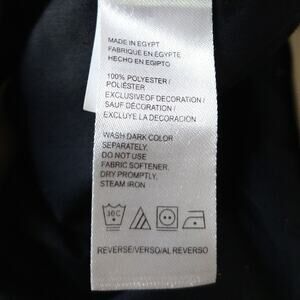 MADE IN EGYPT
FABRIQUÉ EN ÉGYPTE
HECHO EN EGIPTO
100% POLYESTER /
POLIÉSTER
EXCLUSIVE OF DECORATION /
SAUF DÉCORATION /
EXCLUYE LA DECORACIÓN
WASH DARK COLOR
SEPARATELY.
DO NOT USE
FABRIC SOFTENER.
DRY PROMPTLY,
STEAM IRON
30C
REVERSE/VERSO/AL REVERSO